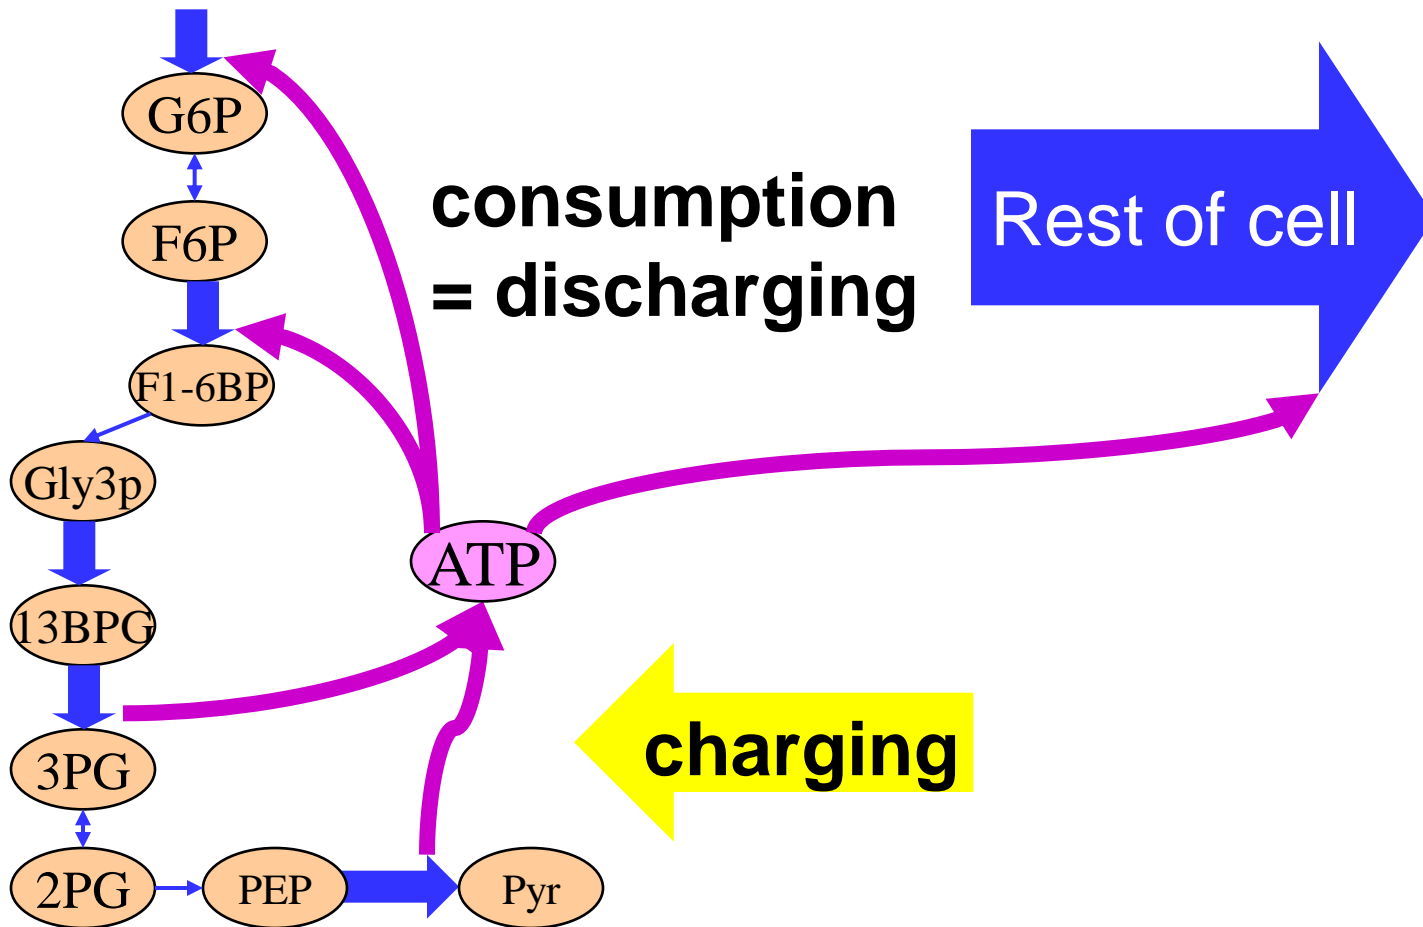 G6P
consumption
= discharging
Rest of cell
F6P
F1-6BP
Gly3p
ATP
13BPG
charging
3PG
2PG
PEP
Pyr